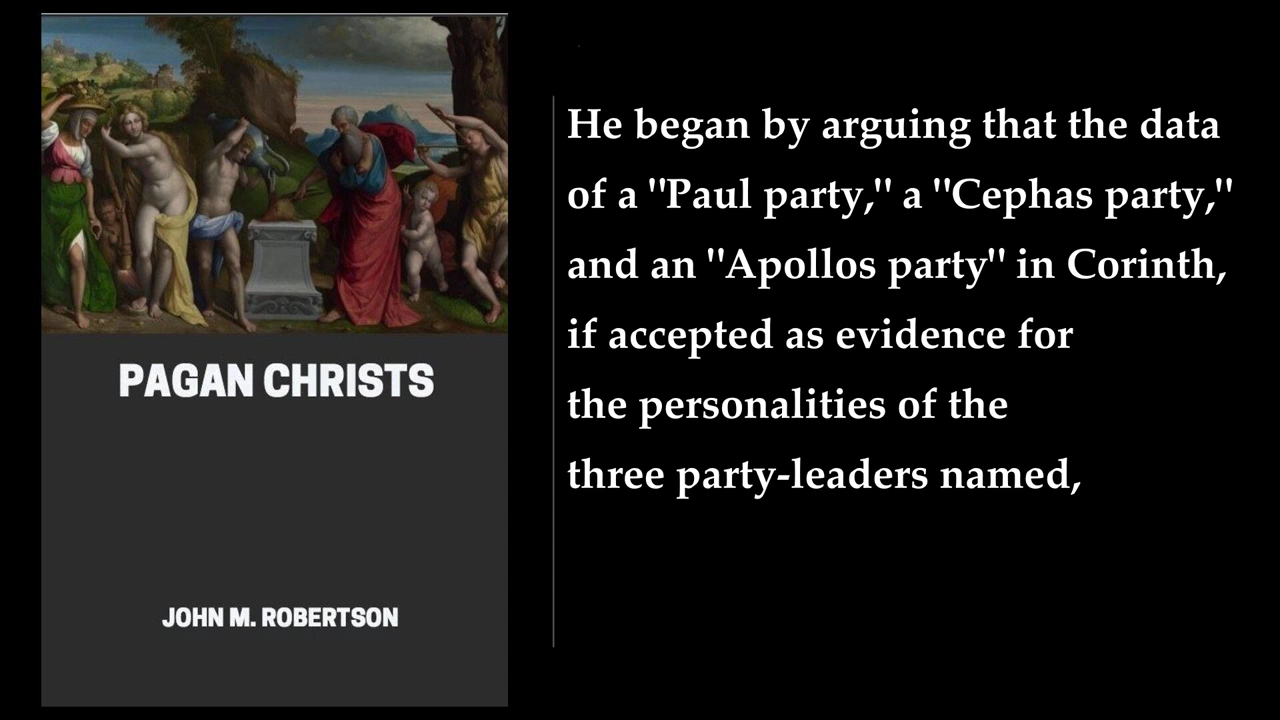 PAGAN CHRISTS
JOHN M. ROBERTSON
He began by arguing that the data
of a "Paul party," a "Cephas party,"
and an "Apollos party" in Corinth,
if accepted as evidence for
the personalities of the
three party-leaders named,